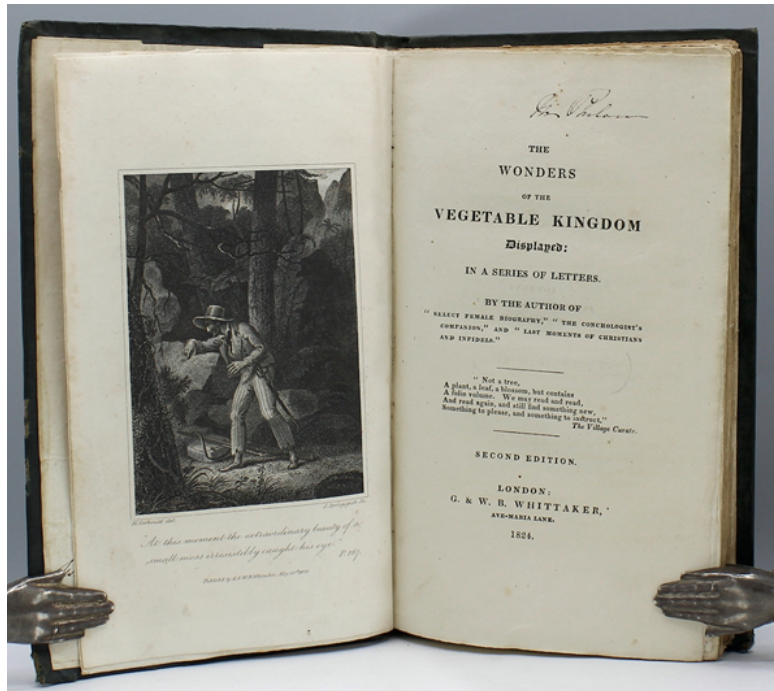 "At this moment the extraordinary beauty of a
small moss irresistibly caught his eye."
P. 167.
THE
WONDERS
OF THE
VEGETABLE KINGDOM
Displayed:
IN A SERIES OF LETTERS.
BY THE AUTHOR OF
"SELECT FEMALE BIOGRAPHY," "THE CONCHOLOGIST'S
COMPANION," AND "LAST MOMENTS OF CHRISTIANS
AND INFIDELS."
"Not a tree,
A plant, a leaf, a blossom, but contains
A folio volume. We may read and read,
And read again, and still find something new,
Something to please, and something to instruct."
The Village Curate.
SECOND EDITION.
LONDON:
G. & W. B. WHITTAKER,
AVE-MARIA LANE.
1824.